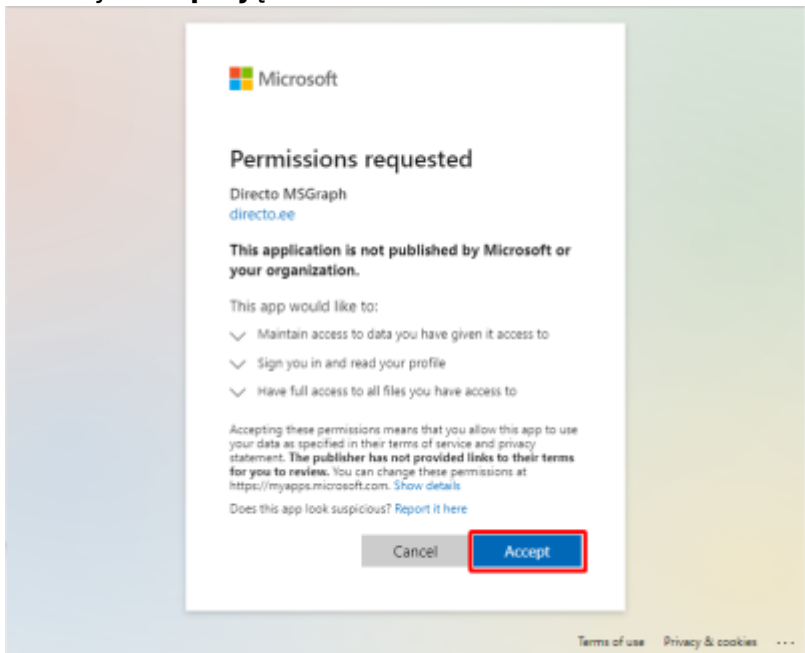 Microsoft
Permissions requested
Directo MSGraph
directo.ee
This application is not published by Microsoft or
your organization.
This app would like to:
Maintain access to data you have given it access to
Sign you in and read your profile
Have full access to all files you have access to
Accepting these permissions means that you allow this app to use
your data as specified in their terms of service and privacy
statement. The publisher has not provided links to their terms
for you to review. You can change these permissions at
https://myapps.microsoft.com. Show details
Does this app look suspicious? Report it here
Cancel Accept
Terms of use Privacy & cookies ...